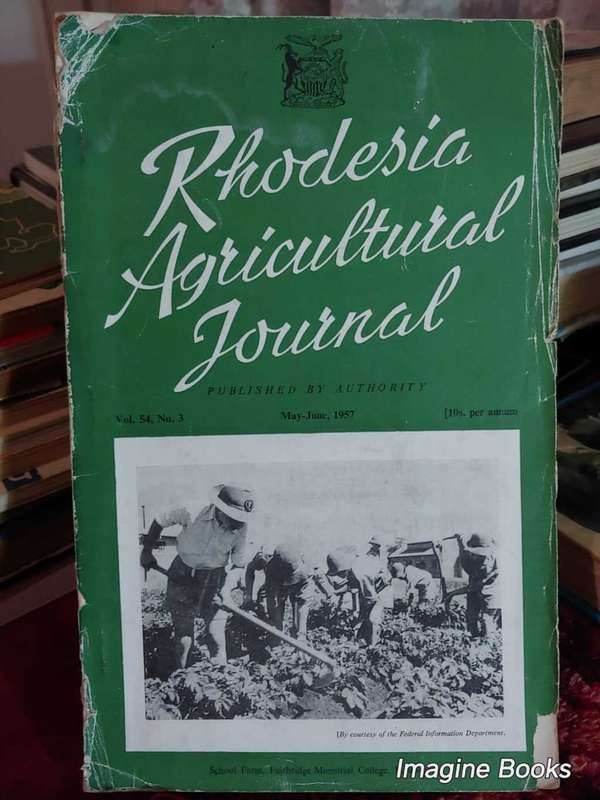 Rhodesia
Agricultural
Journal
PUBLISHED BY AUTHORITY
Vol. 54, No. 3 May-June, 1957 [10s. per annum
[By courtesy of the Federal Information Department.
School Farm, Fairbridge Memorial College.
Imagine Books